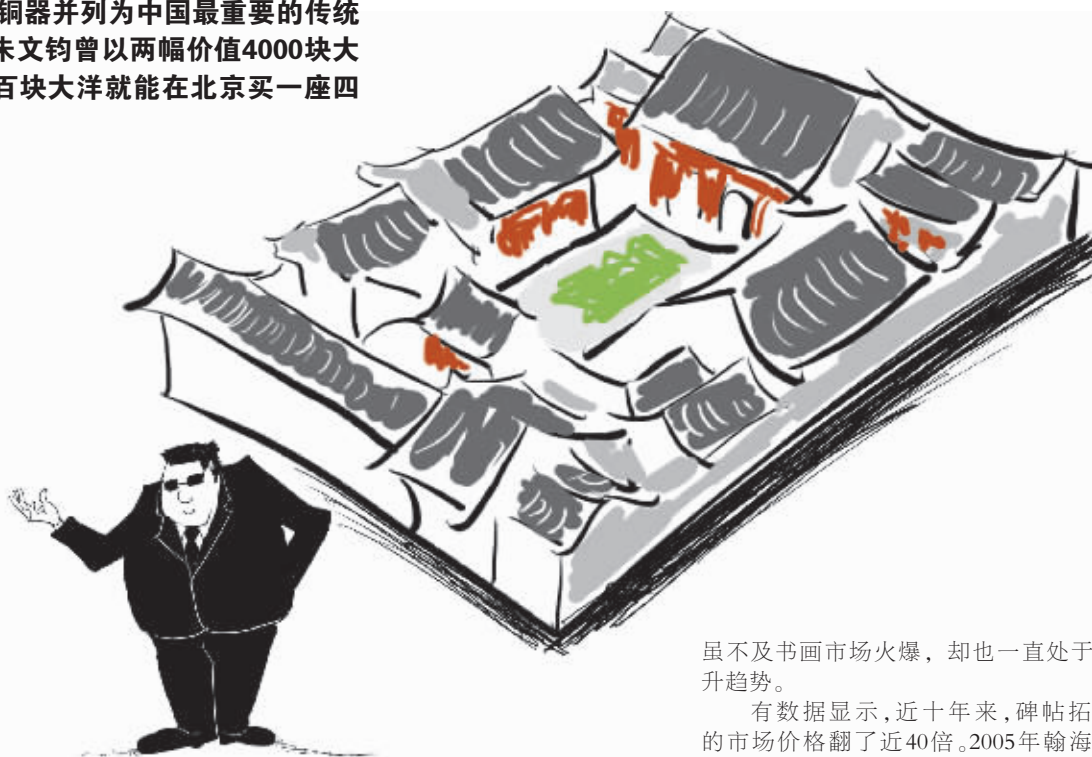 铜器并列为中国最重要的传统
朱文钧曾以两幅价值4000块大
百块大洋就能在北京买一座四
虽不及书画市场火爆，却也一直处于
升趋势。
有数据显示，近十年来，碑帖拓
的市场价格翻了近40倍。2005年翰海